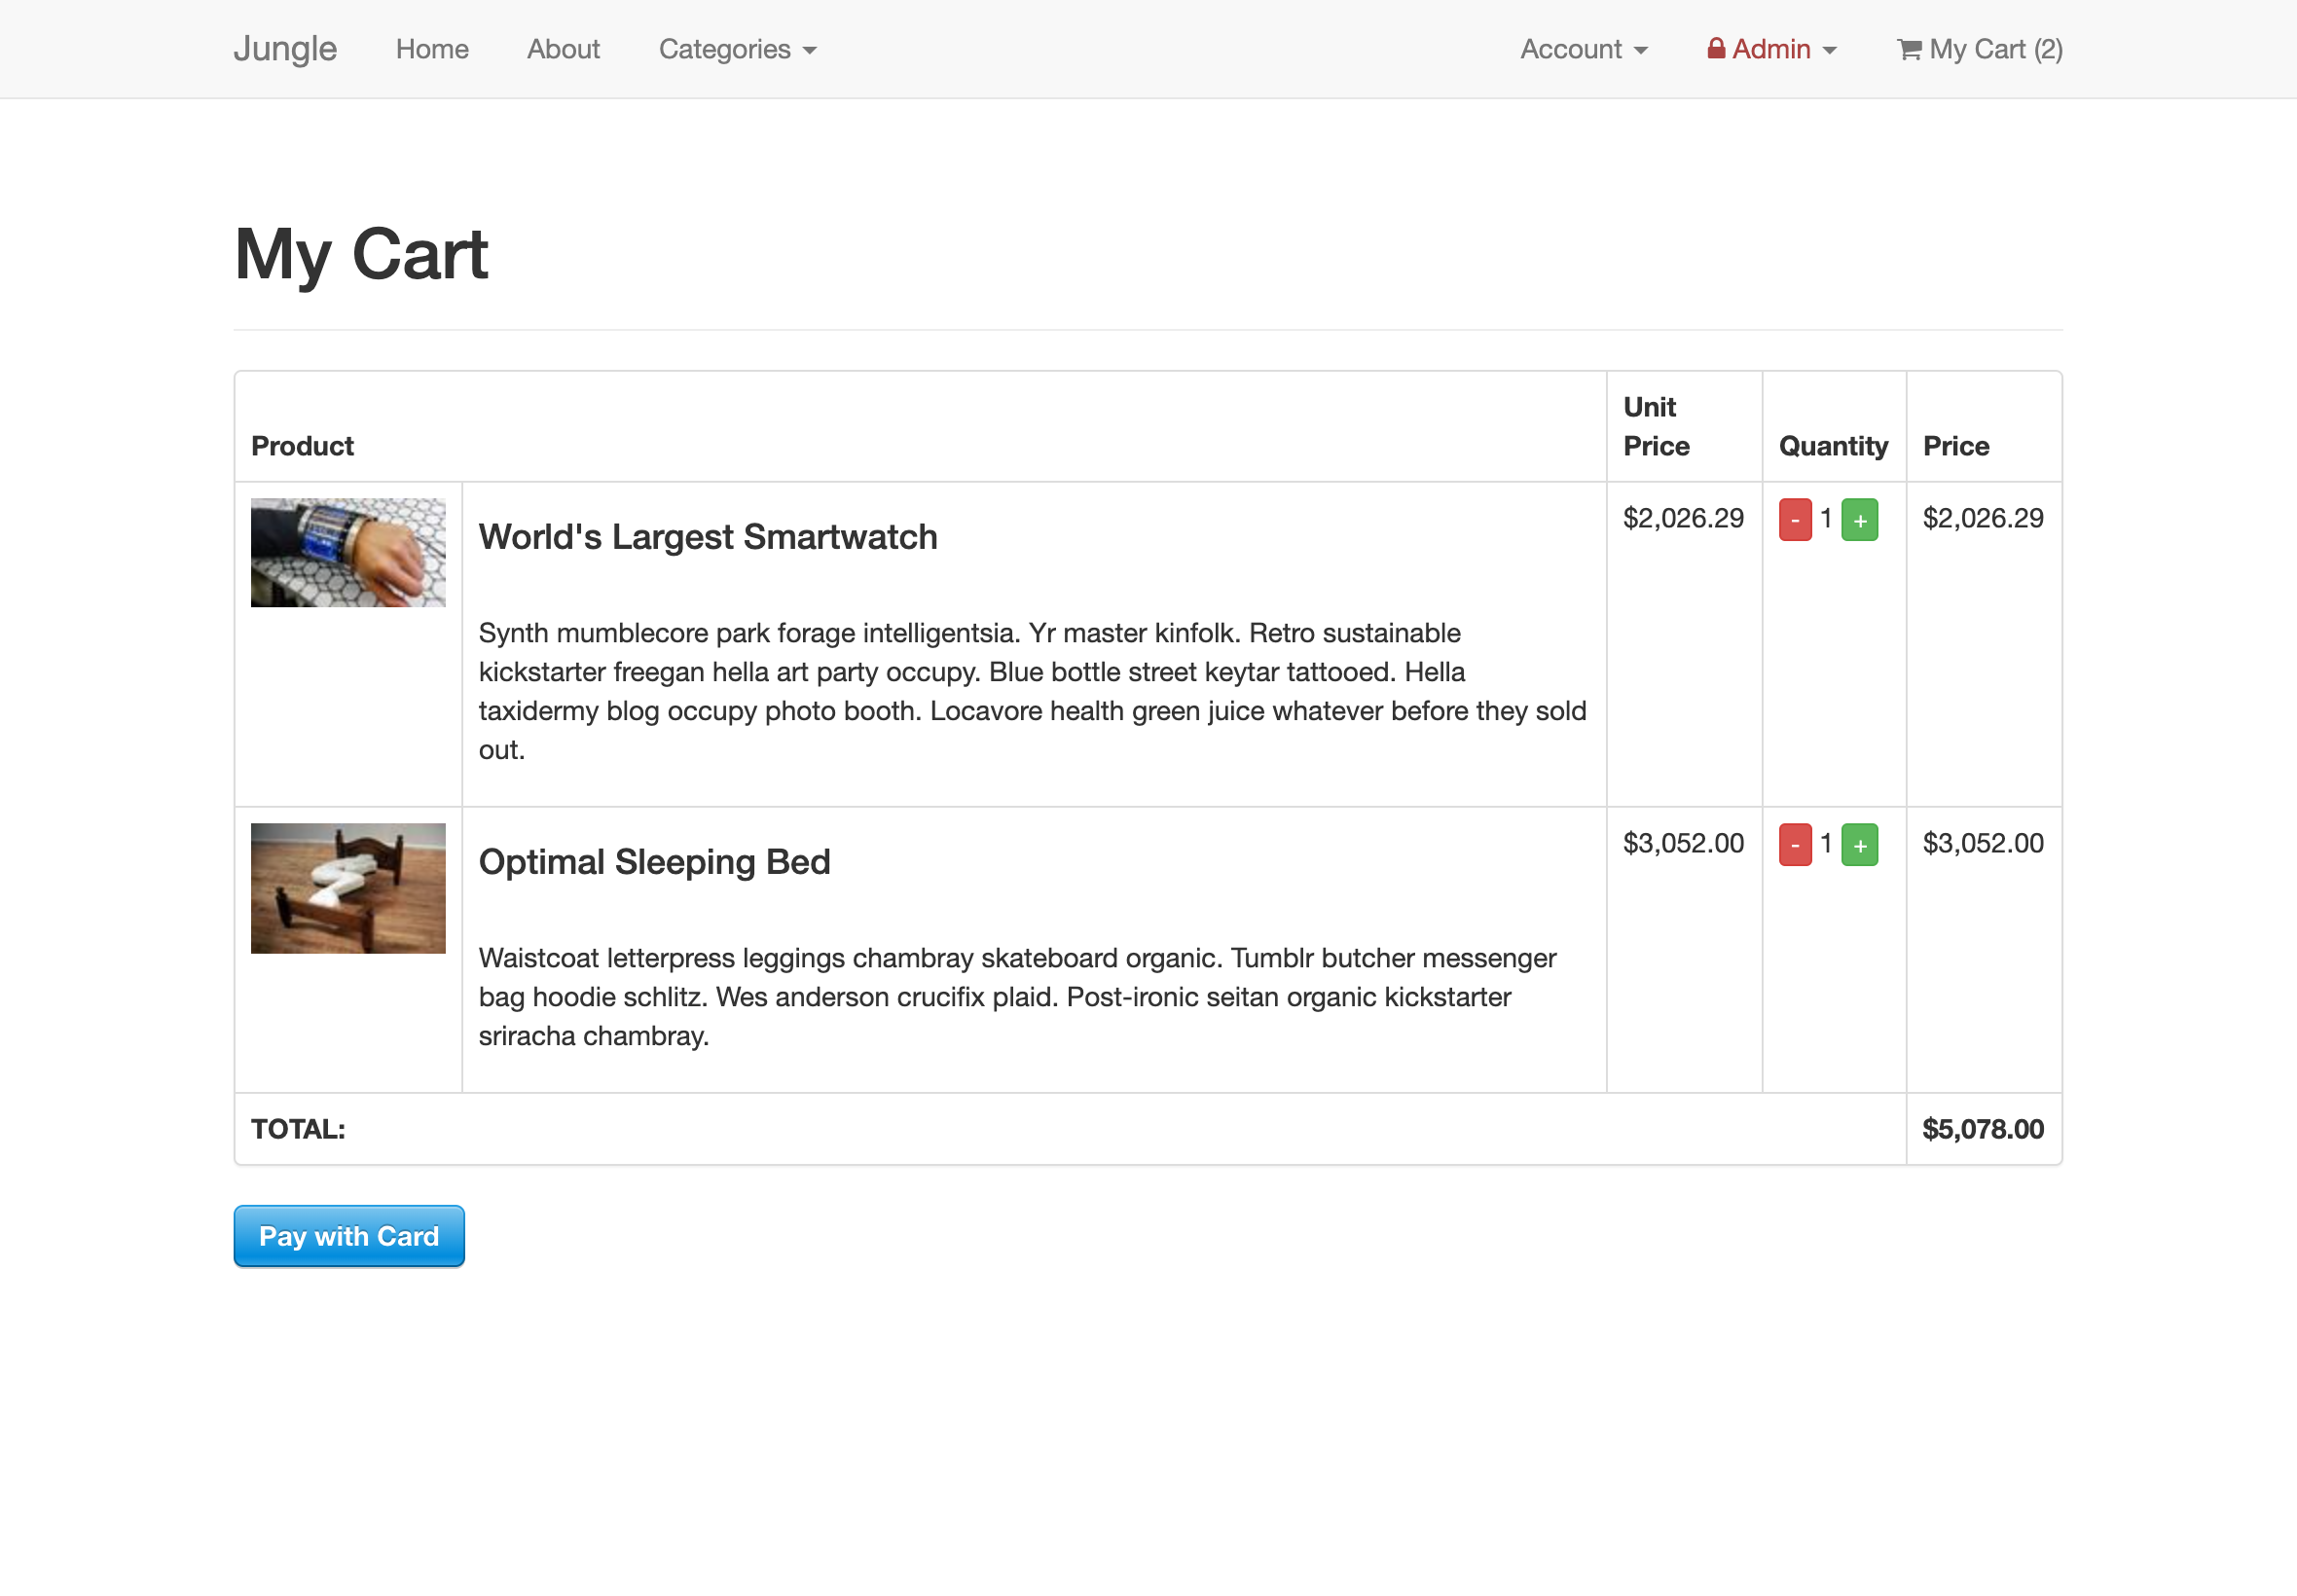 Jungle Home About Categories Account Admin My Cart (2)
My Cart
Product Unit Price Quantity Price
World's Largest Smartwatch $2,026.29 - 1 + $2,026.29
Synth mumblecore park forage intelligentsia. Yr master kinfolk. Retro sustainable
kickstarter freegan hella art party occupy. Blue bottle street keytar tattooed. Hella
taxidermy blog occupy photo booth. Locavore health green juice whatever before they sold
out.
Optimal Sleeping Bed $3,052.00 - 1 + $3,052.00
Waistcoat letterpress leggings chambray skateboard organic. Tumblr butcher messenger
bag hoodie schlitz. Wes anderson crucifix plaid. Post-ironic seitan organic kickstarter
sriracha chambray.
TOTAL: $5,078.00
Pay with Card